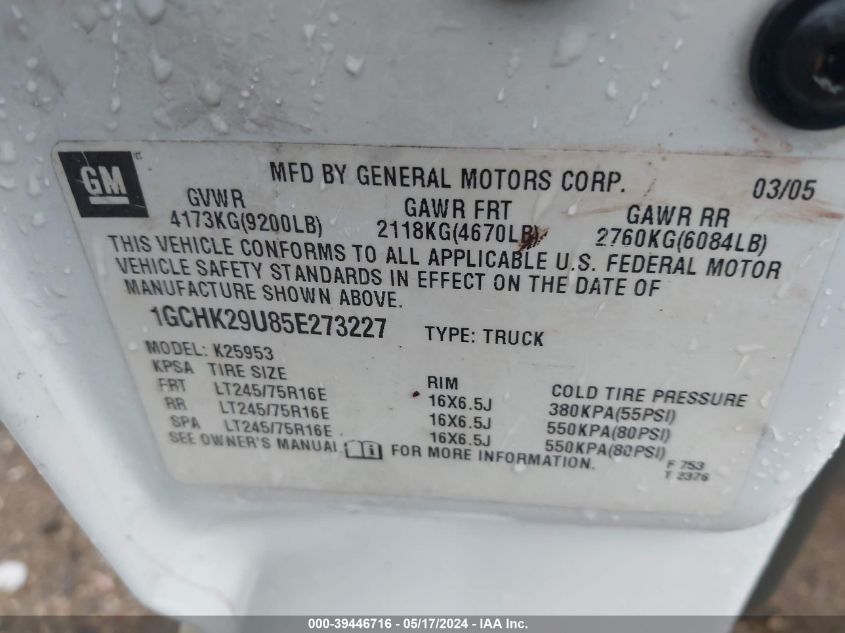 GM
MFD BY GENERAL MOTORS CORP. 03/05
GVWR GAWR FRT GAWR RR
4173KG(9200LB) 2118KG(4670LB) 2760KG(6084LB)
THIS VEHICLE CONFORMS TO ALL APPLICABLE U.S. FEDERAL MOTOR
VEHICLE SAFETY STANDARDS IN EFFECT ON THE DATE OF
MANUFACTURE SHOWN ABOVE.
1GCHK29U85E273227 TYPE: TRUCK
MODEL: K25953
KPSA TIRE SIZE RIM COLD TIRE PRESSURE
FRT LT245/75R16E 16X6.5J 380KPA(55PSI)
RR LT245/75R16E 16X6.5J 550KPA(80PSI)
SPA LT245/75R16E 16X6.5J 550KPA(80PSI)
SEE OWNER'S MANUAL FOR MORE INFORMATION.
F 753
T 2376
000-39446716 - 05/17/2024 - IAA Inc.